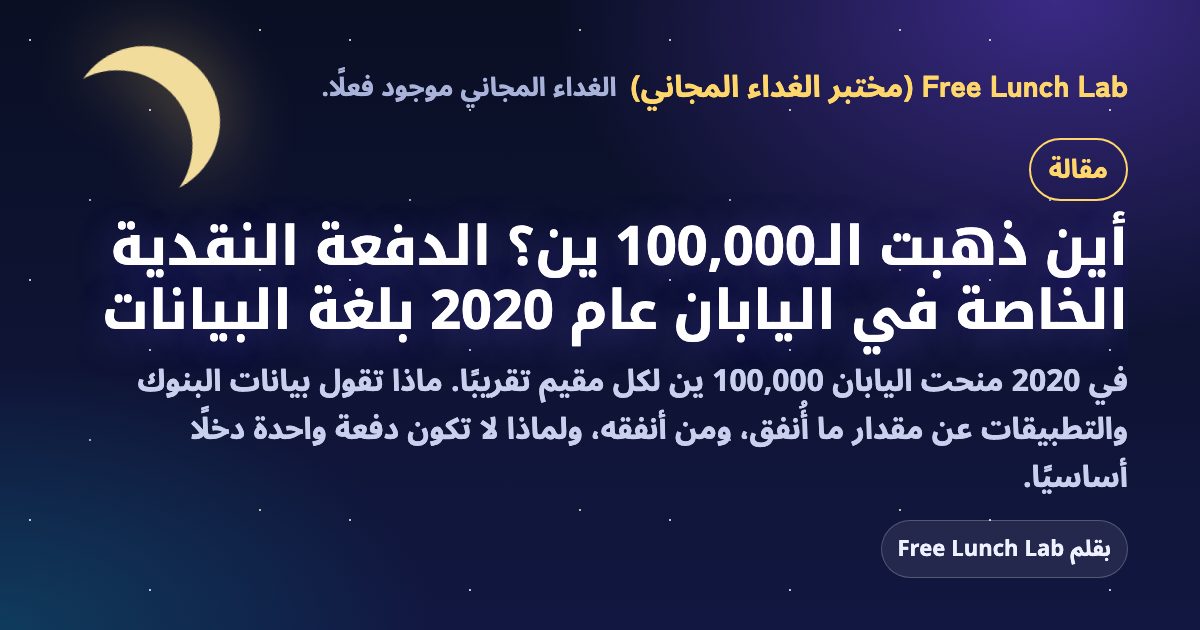 Free Lunch Lab (مختبر الغداء المجاني) الغداء المجاني موجود فعلًا.
مقالة
أين ذهبت الـ100,000 ين؟ الدفعة النقدية
الخاصة في اليابان عام 2020 بلغة البيانات
في 2020 منحت اليابان 100,000 ين لكل مقيم تقريبًا. ماذا تقول بيانات البنوك
والتطبيقات عن مقدار ما أُنفق، ومن أنفقه، ولماذا لا تكون دفعة واحدة دخلًا
أساسيًا.
بقلم Free Lunch Lab